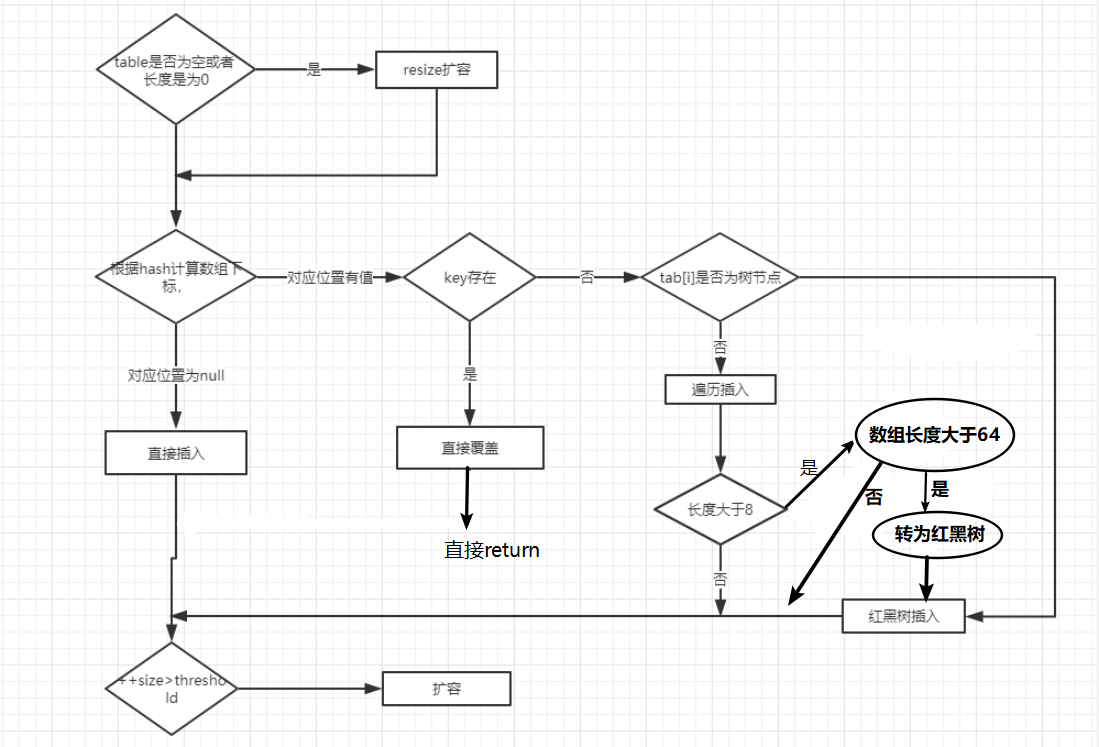 table是否为空或者
长度是为0
是
resize扩容
根据hash计算数组下
标，
对应位置有值
key存在
否
tab[i]是否为树节点
对应位置为null
是
否
遍历插入
直接插入
直接覆盖
数组长度大于64
是
否
是
长度大于8
转为红黑树
直接return
否
红黑树插入
++size>thresho
ld
扩容